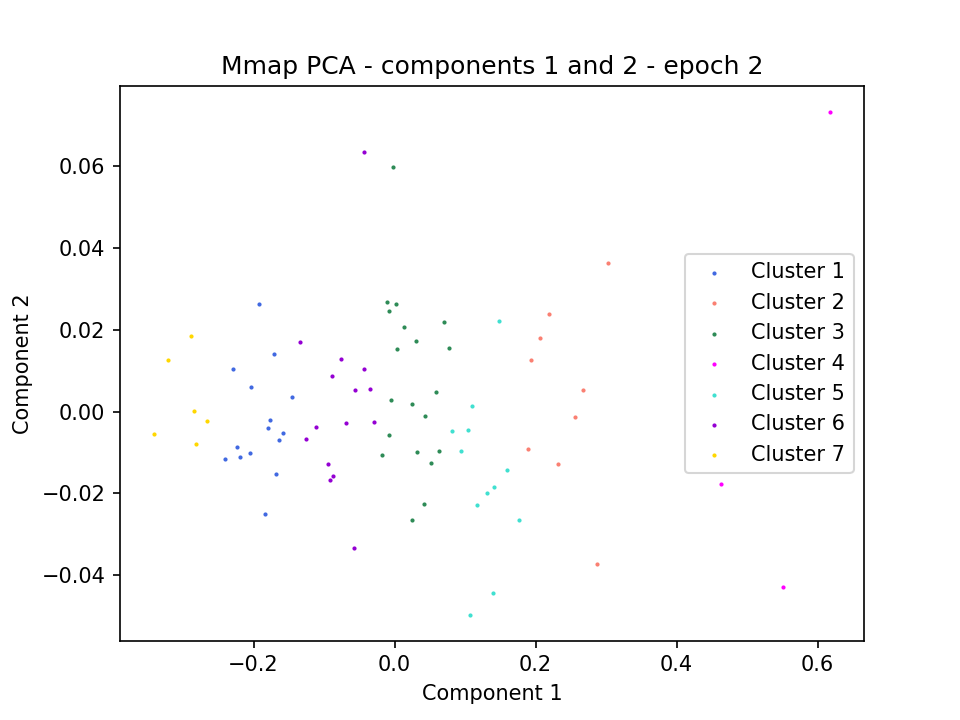 Mmap PCA - components 1 and 2 - epoch 2
Component 2
0.06
0.04
0.02
0.00
−0.02
−0.04
Cluster 1
Cluster 2
Cluster 3
Cluster 4
Cluster 5
Cluster 6
Cluster 7
−0.2 0.0 0.2 0.4 0.6
Component 1